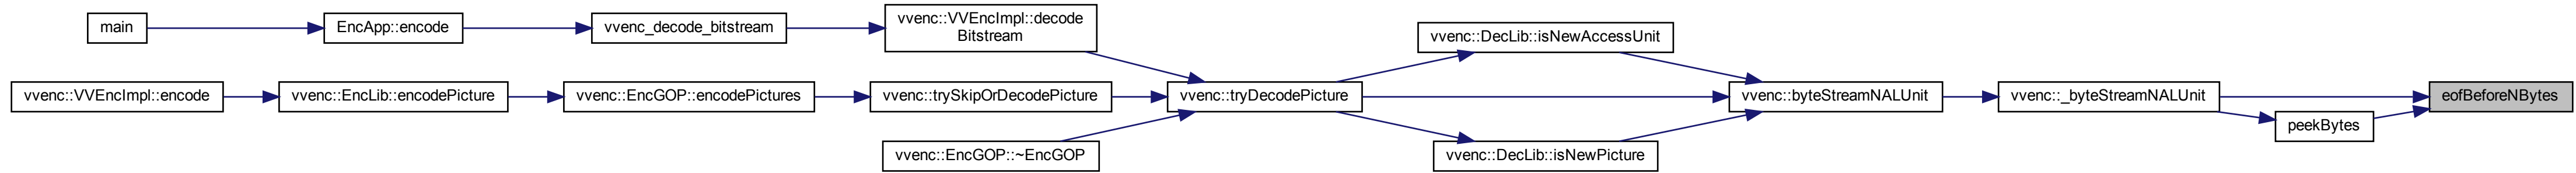 main
EncApp::encode
vvenc_decode_bitstream
vvenc::VVEncImpl::decode
Bitstream
vvenc::DecLib::isNewAccessUnit
vvenc::VVEncImpl::encode
vvenc::EncLib::encodePicture
vvenc::EncGOP::encodePictures
vvenc::trySkipOrDecodePicture
vvenc::tryDecodePicture
vvenc::byteStreamNALUnit
vvenc::_byteStreamNALUnit
eofBeforeNBytes
peekBytes
vvenc::EncGOP::~EncGOP
vvenc::DecLib::isNewPicture